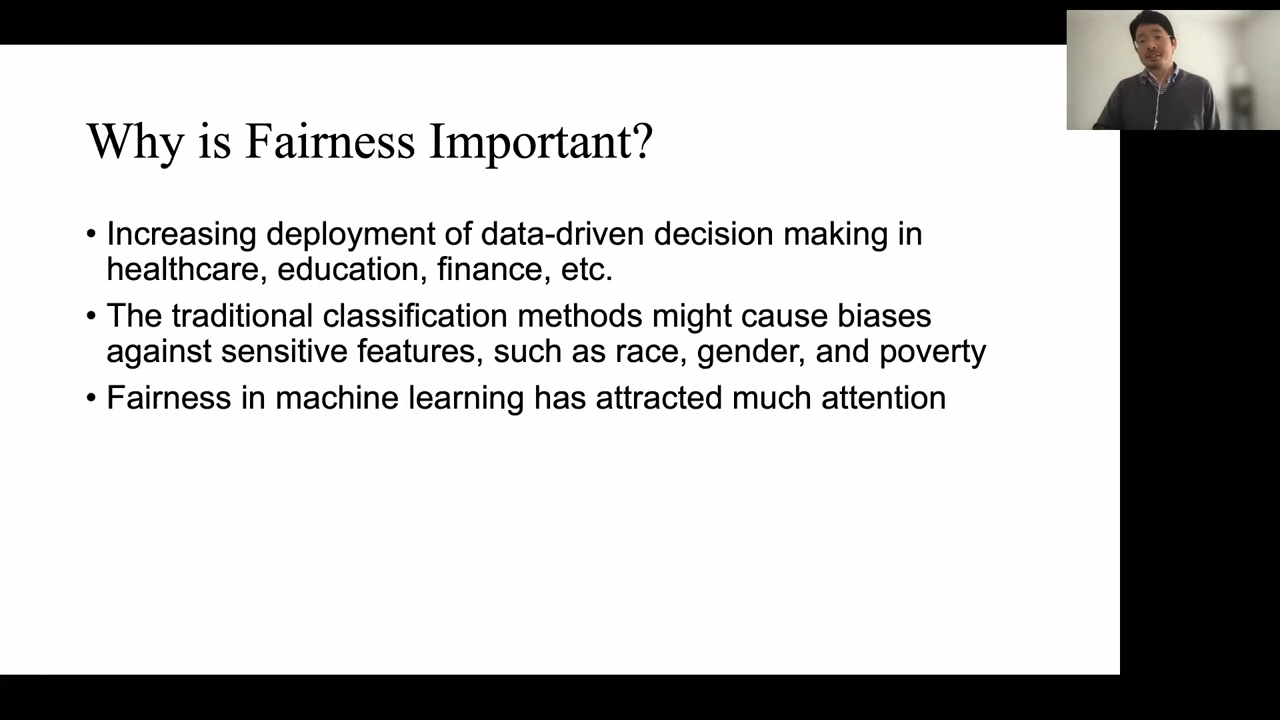 Why is Fairness Important?
• Increasing deployment of data-driven decision making in
healthcare, education, finance, etc.
• The traditional classification methods might cause biases
against sensitive features, such as race, gender, and poverty
• Fairness in machine learning has attracted much attention